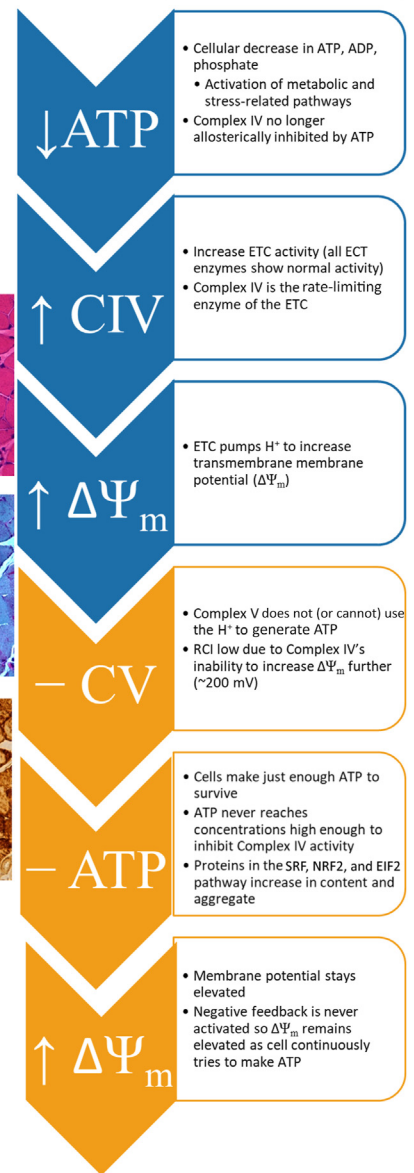 ↓ATP
• Cellular decrease in ATP, ADP,
phosphate
• Activation of metabolic and
stress-related pathways
• Complex IV no longer
allosterically inhibited by ATP
↑ CIV
• Increase ETC activity (all ECT
enzymes show normal activity)
• Complex IV is the rate-limiting
enzyme of the ETC
↑ ΔΨm
• ETC pumps H⁺ to increase
transmembrane membrane
potential (ΔΨm)
– CV
• Complex V does not (or cannot) use
the H⁺ to generate ATP
• RCI low due to Complex IV’s
inability to increase ΔΨm further
(~200 mV)
– ATP
• Cells make just enough ATP to
survive
• ATP never reaches
concentrations high enough to
inhibit Complex IV activity
• Proteins in the SRF, NRF2, and EIF2
pathway increase in content and
aggregate
↑ ΔΨm
• Membrane potential stays
elevated
• Negative feedback is never
activated so ΔΨm remains
elevated as cell continuously
tries to make ATP